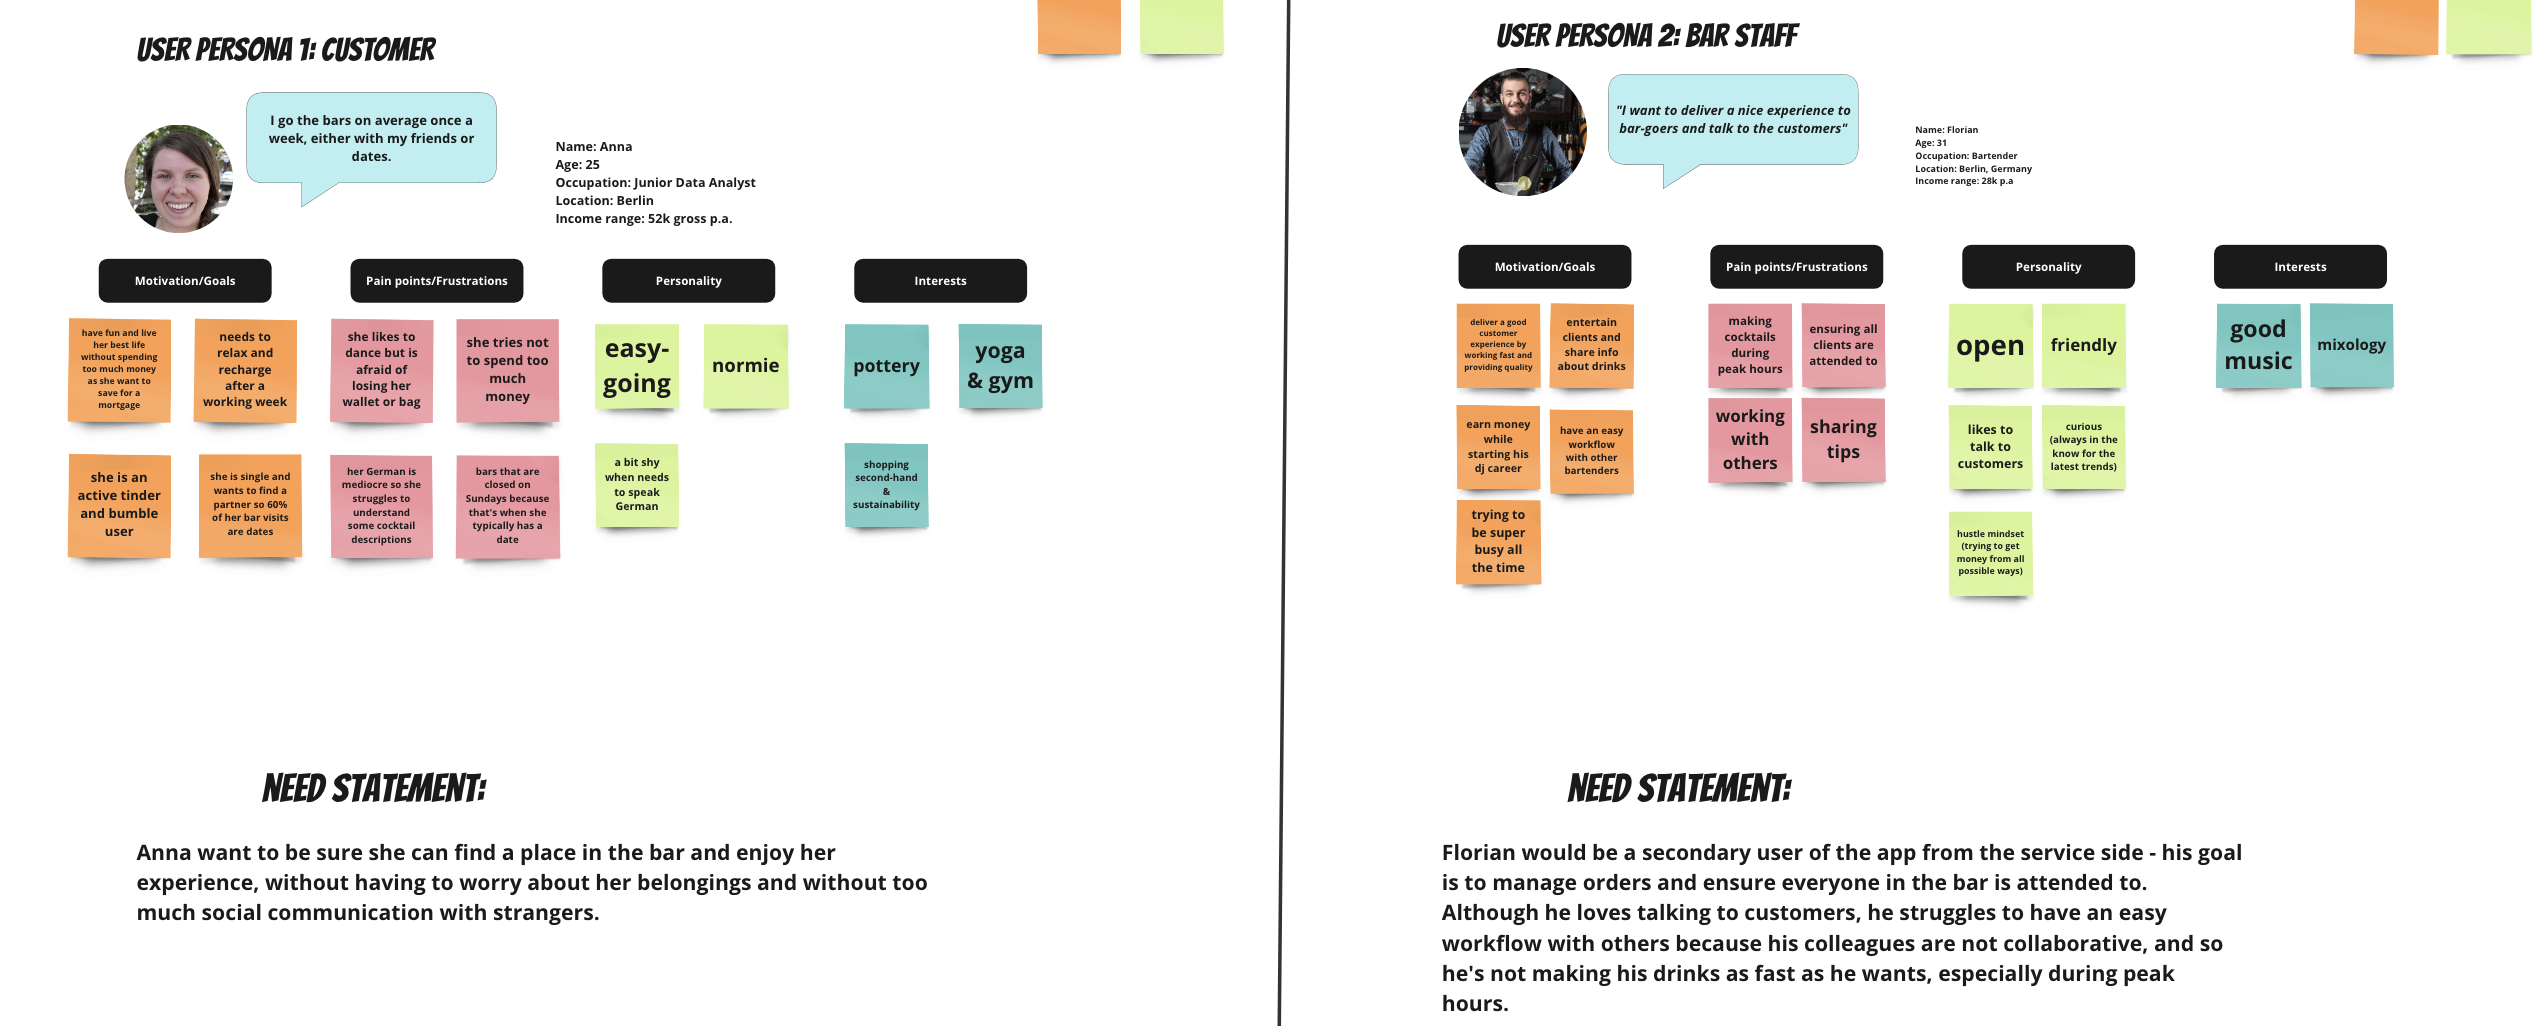 USER PERSONA 1: CUSTOMER
I go the bars on average once a
week, either with my friends or
dates.
Name: Anna
Age: 25
Occupation: Junior Data Analyst
Location: Berlin
Income range: 52k gross p.a.
Motivation/Goals
Pain points/Frustrations
Personality
Interests
have fun and live
her best life
without spending
too much money
as she want to
save for a
mortgage
needs to
relax and
recharge
after a
working week
she likes to
dance but is
afraid of
losing her
wallet or bag
she tries not
to spend too
much
money
easy-
going
normie
pottery
yoga
& gym
she is an
active tinder
and bumble
user
she is single and
wants to find a
partner so 60%
of her bar visits
are dates
her German is
mediocre so she
struggles to
understand
some cocktail
descriptions
bars that are
closed on
Sundays because
that's when she
typically has a
date
a bit shy
when needs
to speak
German
shopping
second-hand
&
sustainability
NEED STATEMENT:
Anna want to be sure she can find a place in the bar and enjoy her
experience, without having to worry about her belongings and without too
much social communication with strangers.
USER PERSONA 2: BAR STAFF
"I want to deliver a nice experience to
bar-goers and talk to the customers"
Name: Florian
Age: 31
Occupation: Bartender
Location: Berlin, Germany
Income range: 28k p.a
Motivation/Goals
Pain points/Frustrations
Personality
Interests
deliver a good
customer
experience by
working fast and
providing quality
entertain
clients and
share info
about drinks
making
cocktails
during
peak hours
ensuring all
clients are
attended to
open
friendly
good
music
mixology
earn money
while
starting his
dj career
have an easy
workflow
with other
bartenders
working
with
others
sharing
tips
likes to
talk to
customers
curious
(always in the
know for the
latest trends)
trying to
be super
busy all
the time
hustle mindset
(trying to get
money from all
possible ways)
NEED STATEMENT:
Florian would be a secondary user of the app from the service side - his goal
is to manage orders and ensure everyone in the bar is attended to.
Although he loves talking to customers, he struggles to have an easy
workflow with others because his colleagues are not collaborative, and so
he's not making his drinks as fast as he wants, especially during peak
hours.